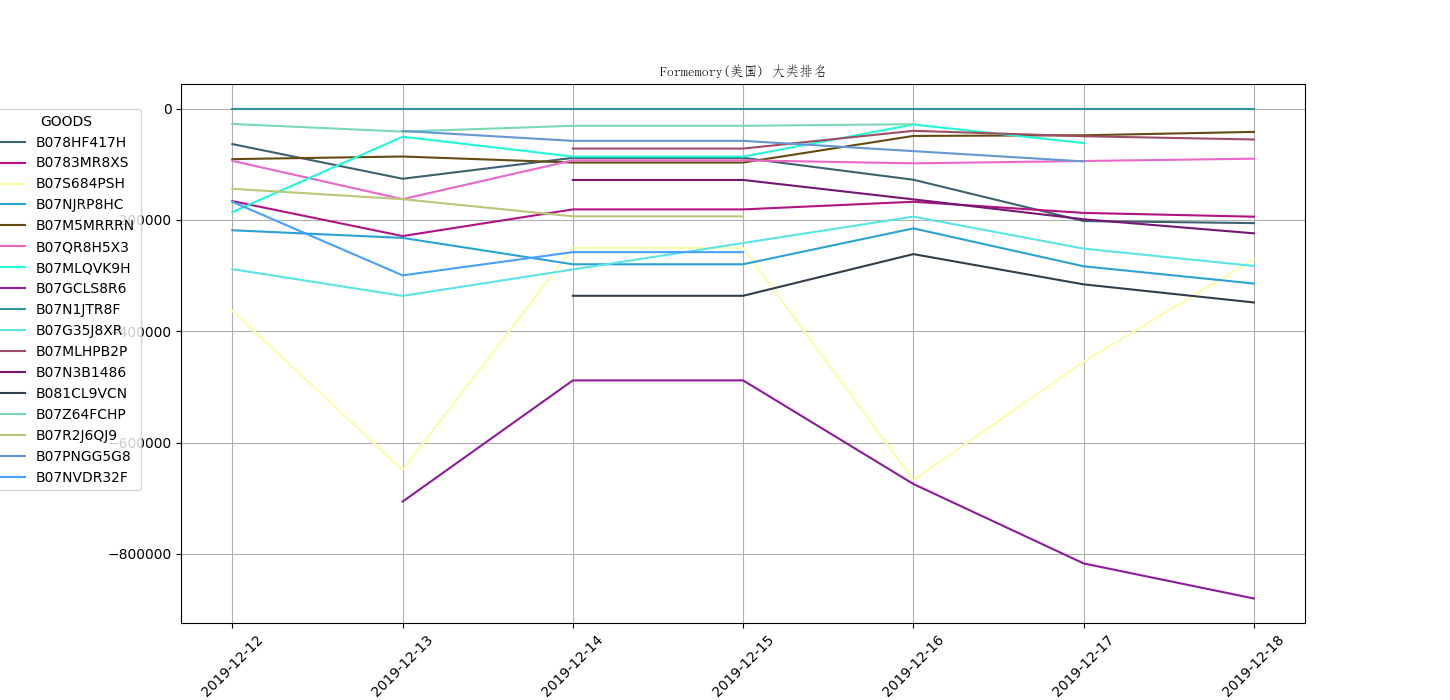 Formemory(美国) 大类排名
GOODS
B078HF417H
B0783MR8XS
B07S684PSH
B07NJRP8HC
B07M5MRRRN
B07QR8H5X3
B07MLQVK9H
B07GCLS8R6
B07N1JTR8F
B07G35J8XR
B07MLHPB2P
B07N3B1486
B081CL9VCN
B07Z64FCHP
B07R2J6QJ9
B07PNGG5G8
B07NVDR32F
0
−200000
−400000
−600000
−800000
2019-12-12
2019-12-13
2019-12-14
2019-12-15
2019-12-16
2019-12-17
2019-12-18